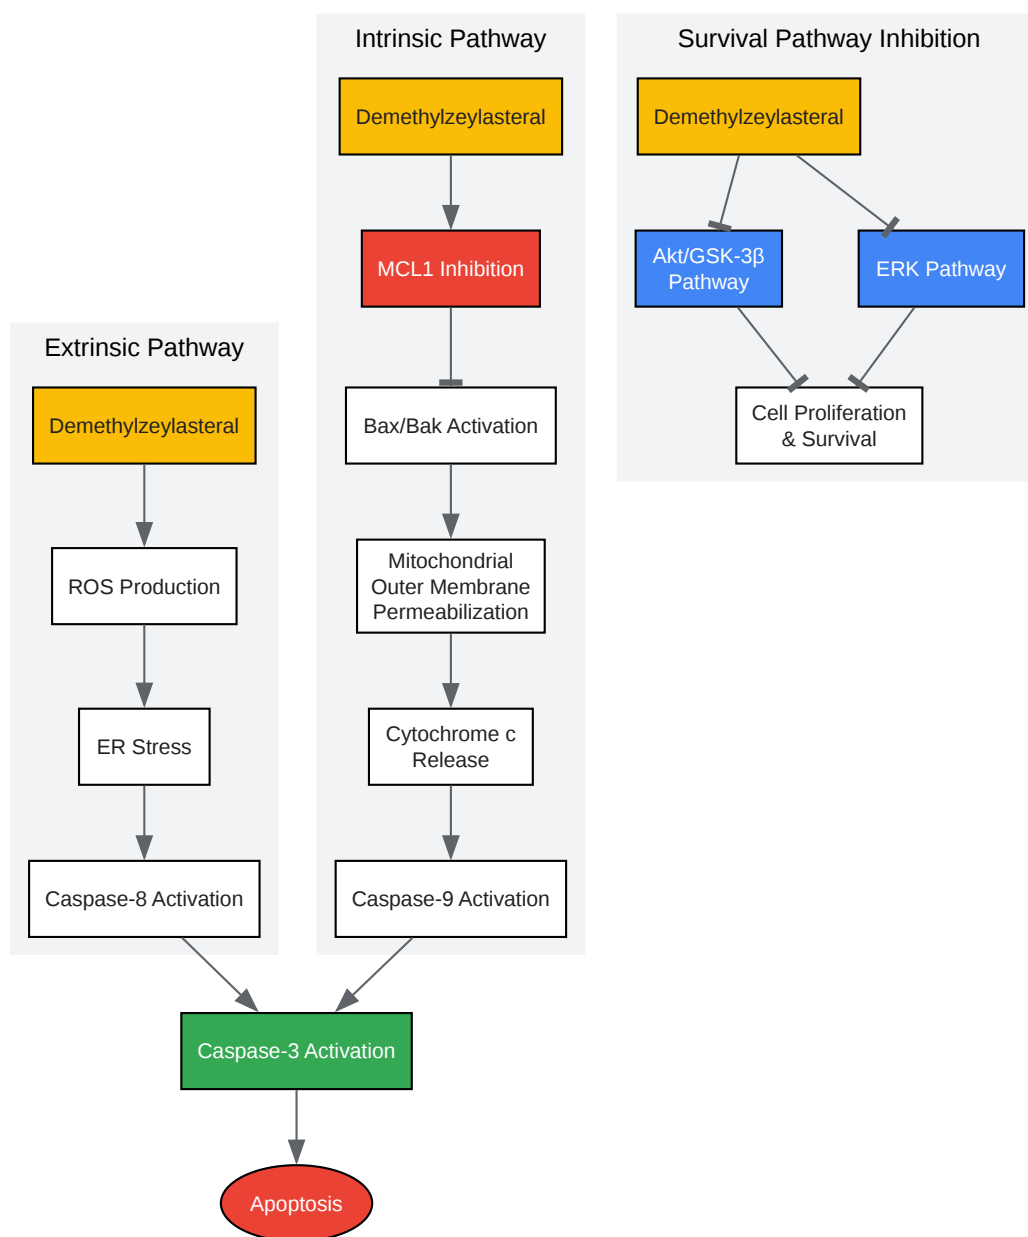 Intrinsic Pathway
Demethylzeylasteral
MCL1 Inhibition
Bax/Bak Activation
Mitochondrial
Outer Membrane
Permeabilization
Cytochrome c
Release
Caspase-9 Activation
Survival Pathway Inhibition
Demethylzeylasteral
Akt/GSK-3β
Pathway
ERK Pathway
Cell Proliferation
& Survival
Extrinsic Pathway
Demethylzeylasteral
ROS Production
ER Stress
Caspase-8 Activation
Caspase-3 Activation
Apoptosis